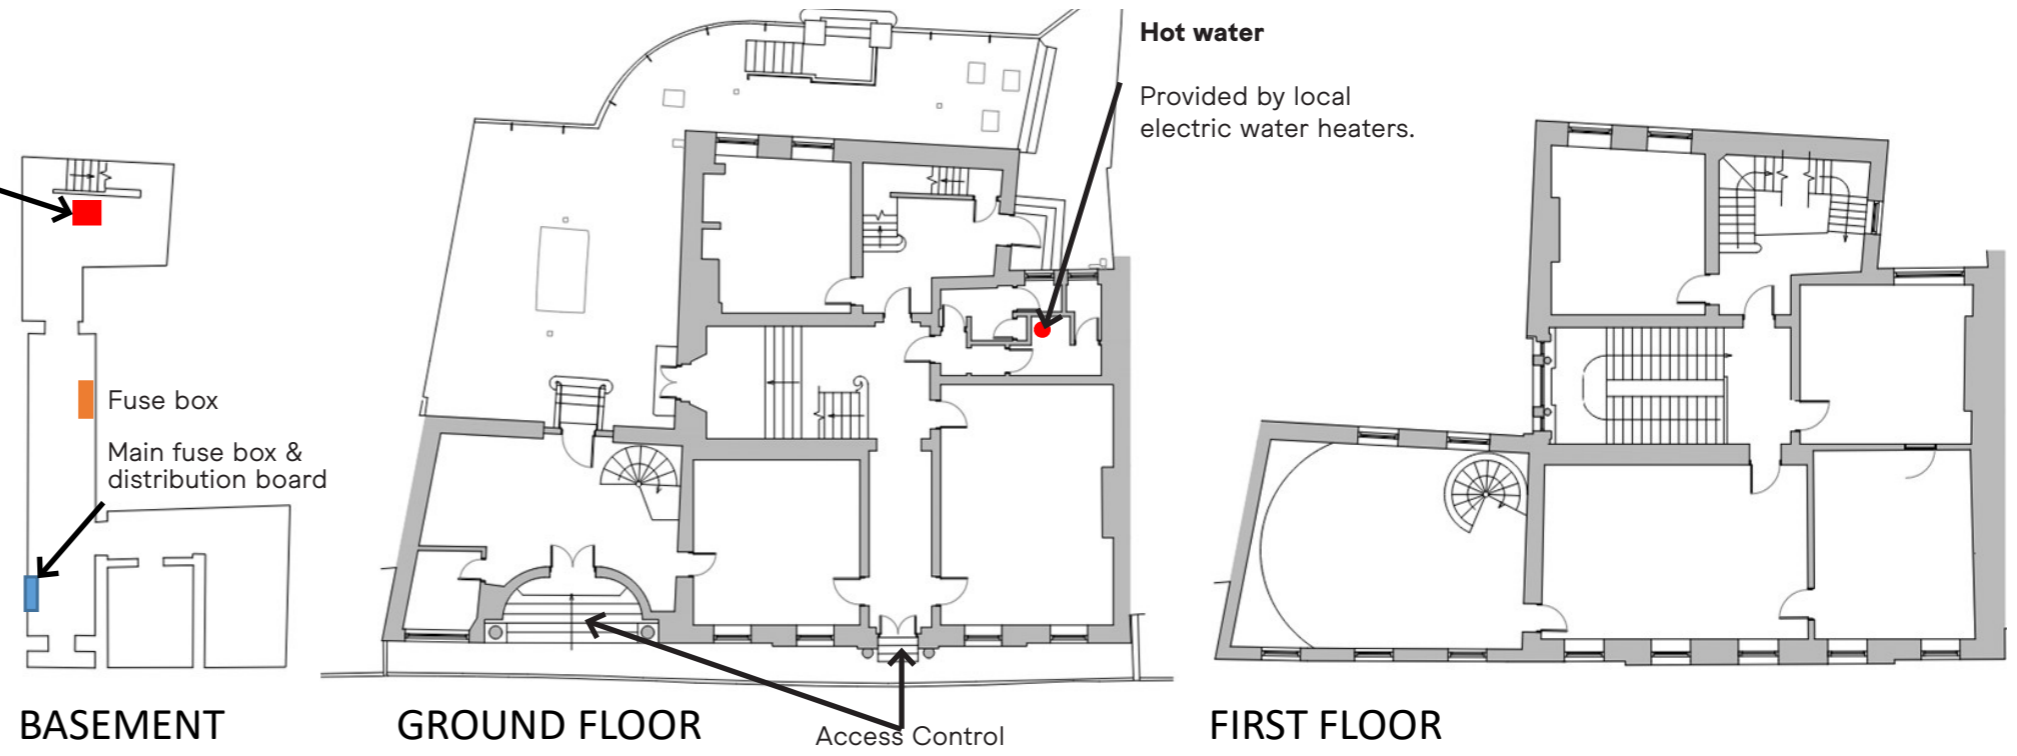 Hot water
Provided by local
electric water heaters.
Fuse box
Main fuse box &
distribution board
BASEMENT
GROUND FLOOR
Access Control
FIRST FLOOR